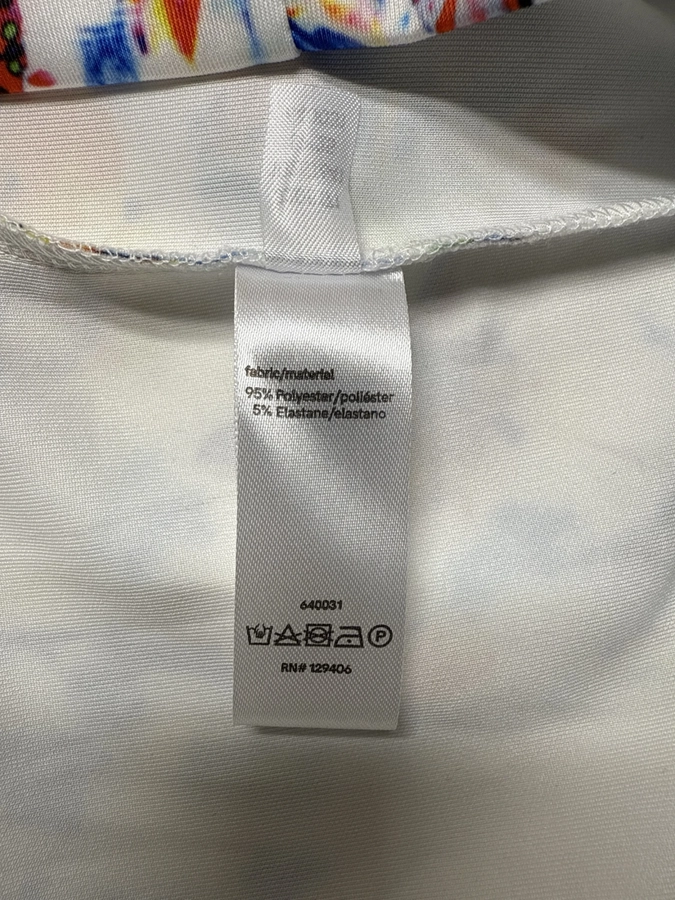 fabric/material
95% Polyester/poliéster
5% Elastane/elastano
640031
P
RN# 129406